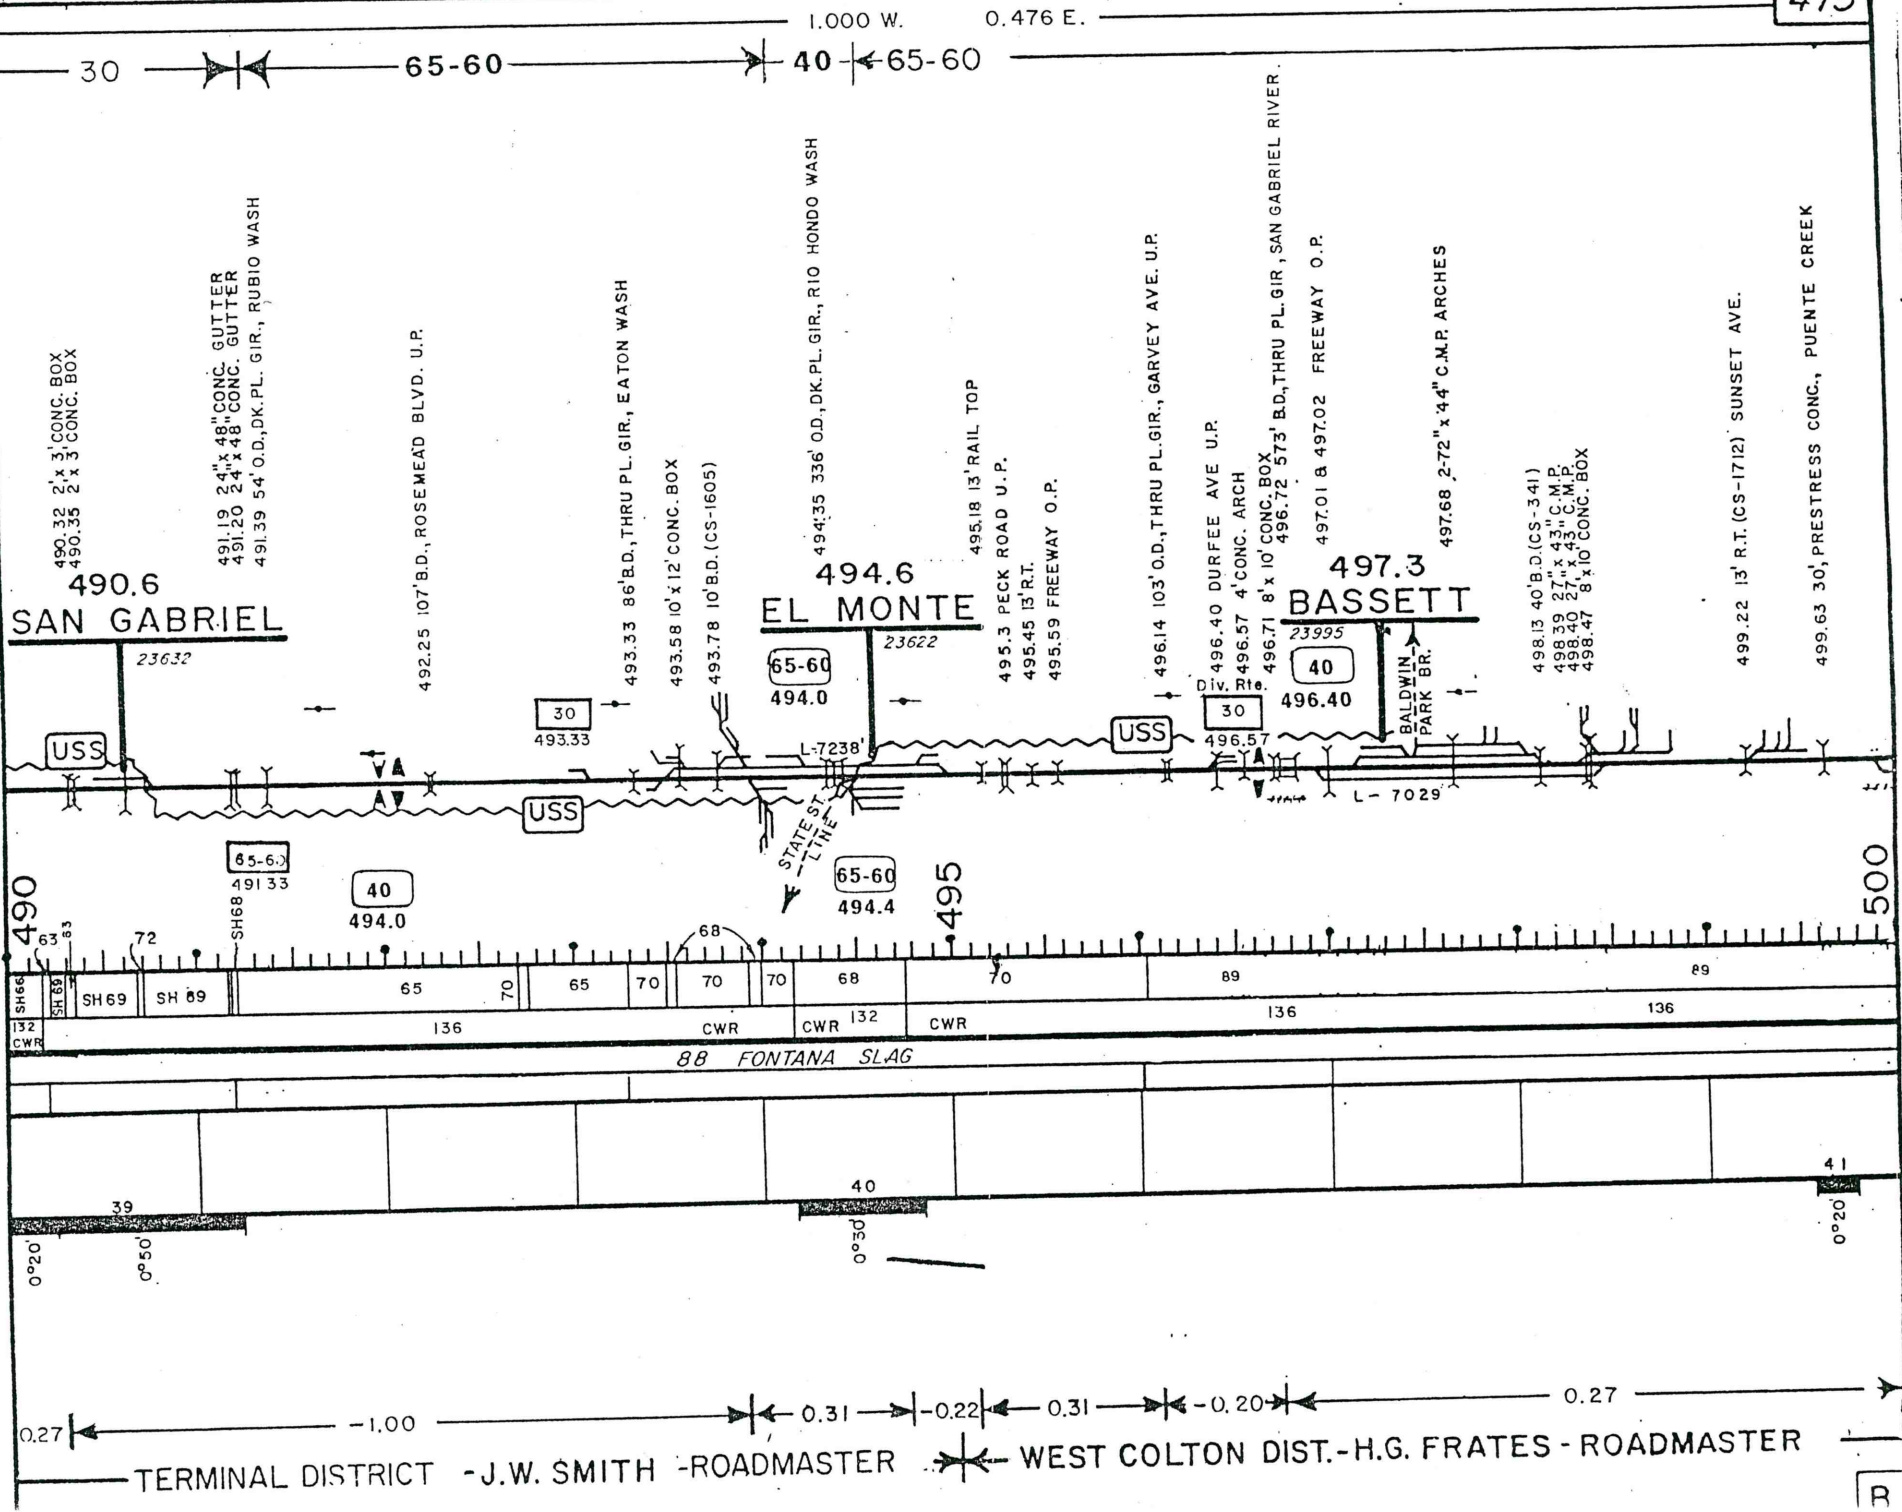 1.000 W. 0.476 E.
30 65-60 40 65-60
490.32 2'x 3' CONC. BOX
490.35 2'x 3' CONC. BOX
491.19 24"x 48" CONC. GUTTER
491.20 24"x 48" CONC. GUTTER
491.39 54' O.D., DK. PL. GIR., RUBIO WASH
492.25 107' B.D., ROSEMEAD BLVD. U.P.
493.33 86' B.D., THRU PL. GIR., EATON WASH
493.58 10' x 12' CONC. BOX
493.78 10' B.D. (CS-1605)
494.35 336' O.D., DK. PL. GIR., RIO HONDO WASH
495.18 13' RAIL TOP
495.3 PECK ROAD U.P.
495.45 13' R.T.
495.59 FREEWAY O.P.
496.14 103' O.D., THRU PL. GIR., GARVEY AVE. U.P.
496.40 DURFEE AVE U.P.
496.57 4' CONC. ARCH
496.71 8' x 10' CONC. BOX
496.72 573' B.D., THRU PL. GIR, SAN GABRIEL RIVER.
497.01 & 497.02 FREEWAY O.P.
497.68 2-72" x 44" C.M.P. ARCHES
498.13 40' B.D. (CS-341)
498.39 27" x 43" C.M.P.
498.40 27" x 43" C.M.P.
498.47 8' x 10' CONC. BOX
499.22 13' R.T. (CS-1712) SUNSET AVE.
499.63 30', PRESTRESS CONC., PUENTE CREEK
490.6
SAN GABRIEL
23632
494.6
EL MONTE
23622
497.3
BASSETT
23995
65-60
494.0
30
493.33
Div. Rte.
30
496.57
40
496.40
BALDWIN
PARK BR.
USS
USS
USS
L-7238'
L- 7029'
STATE ST.
LINE
65-60
491.33
40
494.0
65-60
494.4
490
495
500
63 63 72 SH68 68
SH66 SH 69 SH 69 SH 69 65 70 65 70 70 70 68 70 89 89
132 136 CWR CWR 132 CWR 136 136
CWR
88 FONTANA SLAG
39 40 41
0°20' 0°50' 0°30' 0°20'
0.27 -1.00 0.31 -0.22 0.31 -0.20 0.27
TERMINAL DISTRICT -J.W. SMITH -ROADMASTER WEST COLTON DIST.-H.G. FRATES - ROADMASTER